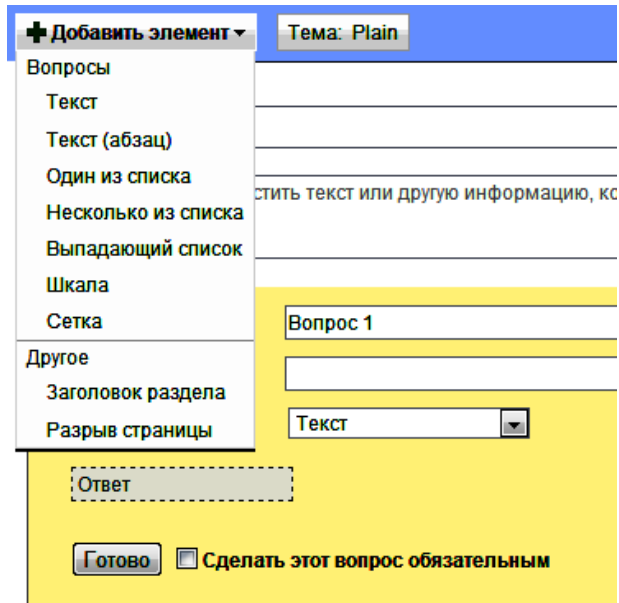 Добавить элемент
Тема: Plain
Вопросы
Текст
Текст (абзац)
Один из списка
стить текст или другую информацию, ко
Несколько из списка
Выпадающий список
Шкала
Сетка
Вопрос 1
Другое
Заголовок раздела
Разрыв страницы
Текст
Ответ
Готово
Сделать этот вопрос обязательным